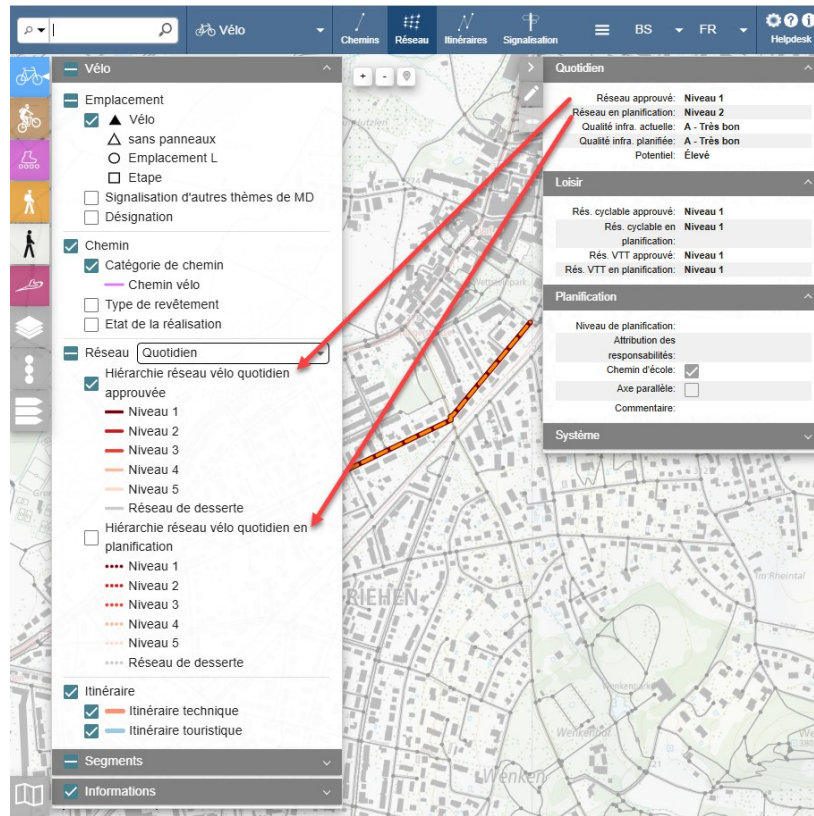 Vélo
BS
FR
Chemins
Réseau
Itinéraires
Signalisation
Helpdesk
Vélo
Emplacement
Vélo
sans panneaux
Emplacement L
Etape
Signalisation d'autres thèmes de MD
Désignation
Chemin
Catégorie de chemin
Chemin vélo
Type de revêtement
Etat de la réalisation
Réseau
Quotidien
Hiérarchie réseau vélo quotidien
approuvée
Niveau 1
Niveau 2
Niveau 3
Niveau 4
Niveau 5
Réseau de desserte
Hiérarchie réseau vélo quotidien en
planification
Niveau 1
Niveau 2
Niveau 3
Niveau 4
Niveau 5
Réseau de desserte
Itinéraire
Itinéraire technique
Itinéraire touristique
Segments
Informations
+
-
RIEHEN
Wenkenhof
Wenken
Im Rheintal
Quotidien
Réseau approuvé: Niveau 1
Réseau en planification: Niveau 2
Qualité infra. actuelle: A - Très bon
Qualité infra. planifiée: A - Très bon
Potentiel: Élevé
Loisir
Rés. cyclable approuvé: Niveau 1
Rés. cyclable en Niveau 1
planification:
Rés. VTT approuvé: Niveau 1
Rés. VTT en planification: Niveau 1
Planification
Niveau de planification:
Attribution des
responsabilités:
Chemin d'école:
Axe parallèle:
Commentaire:
Système